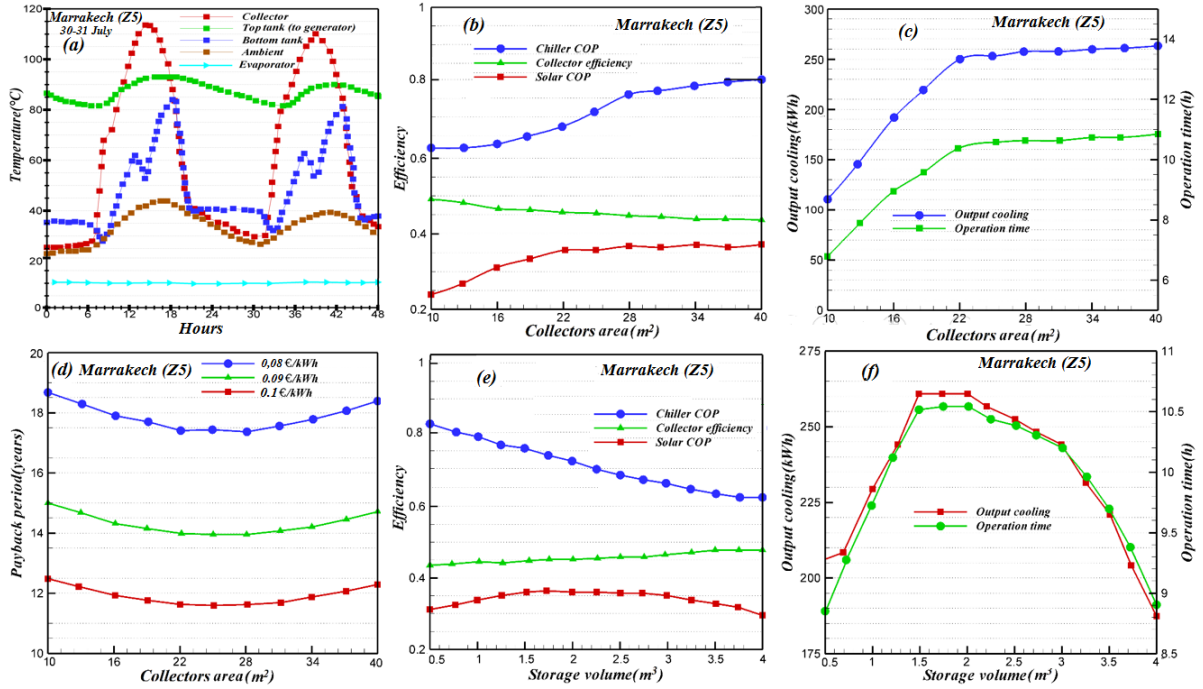 Marrakech (Z5)
30-31 July
(a)
Collector
Top tank (to generator)
Bottom tank
Ambient
Evaporator
120
100
80
60
40
20
0
Temperature(°C)
0 6 12 18 24 30 36 42 48
Hours
(b)
Marrakech (Z5)
Chiller COP
Collector efficiency
Solar COP
1
0.8
0.6
0.4
0.2
Efficiency
10 16 22 28 34 40
Collectors area(m²)
(c)
Marrakech (Z5)
Output cooling
Operation time
300
250
200
150
100
50
0
Output cooling(kWh)
14
12
10
8
6
Operation time(h)
10 16 22 28 34 40
Collectors area(m²)
(d)
Marrakech (Z5)
0,08 €/kWh
0.09 €/kWh
0.1 €/kWh
20
18
16
14
12
10
Payback period(years)
10 16 22 28 34 40
Collectors area(m²)
(e)
Marrakech (Z5)
Chiller COP
Collector efficiency
Solar COP
1
0.8
0.6
0.4
0.2
Efficiency
0.5 1 1.5 2 2.5 3 3.5 4
Storage volume(m³)
Marrakech (Z5)
(f)
Output cooling
Operation time
275
250
225
210
190
175
Output cooling(kWh)
11
10.5
10
9.5
9
8.5
Operation time(h)
0.5 1 1.5 2 2.5 3 3.5 4
Storage volume(m³)